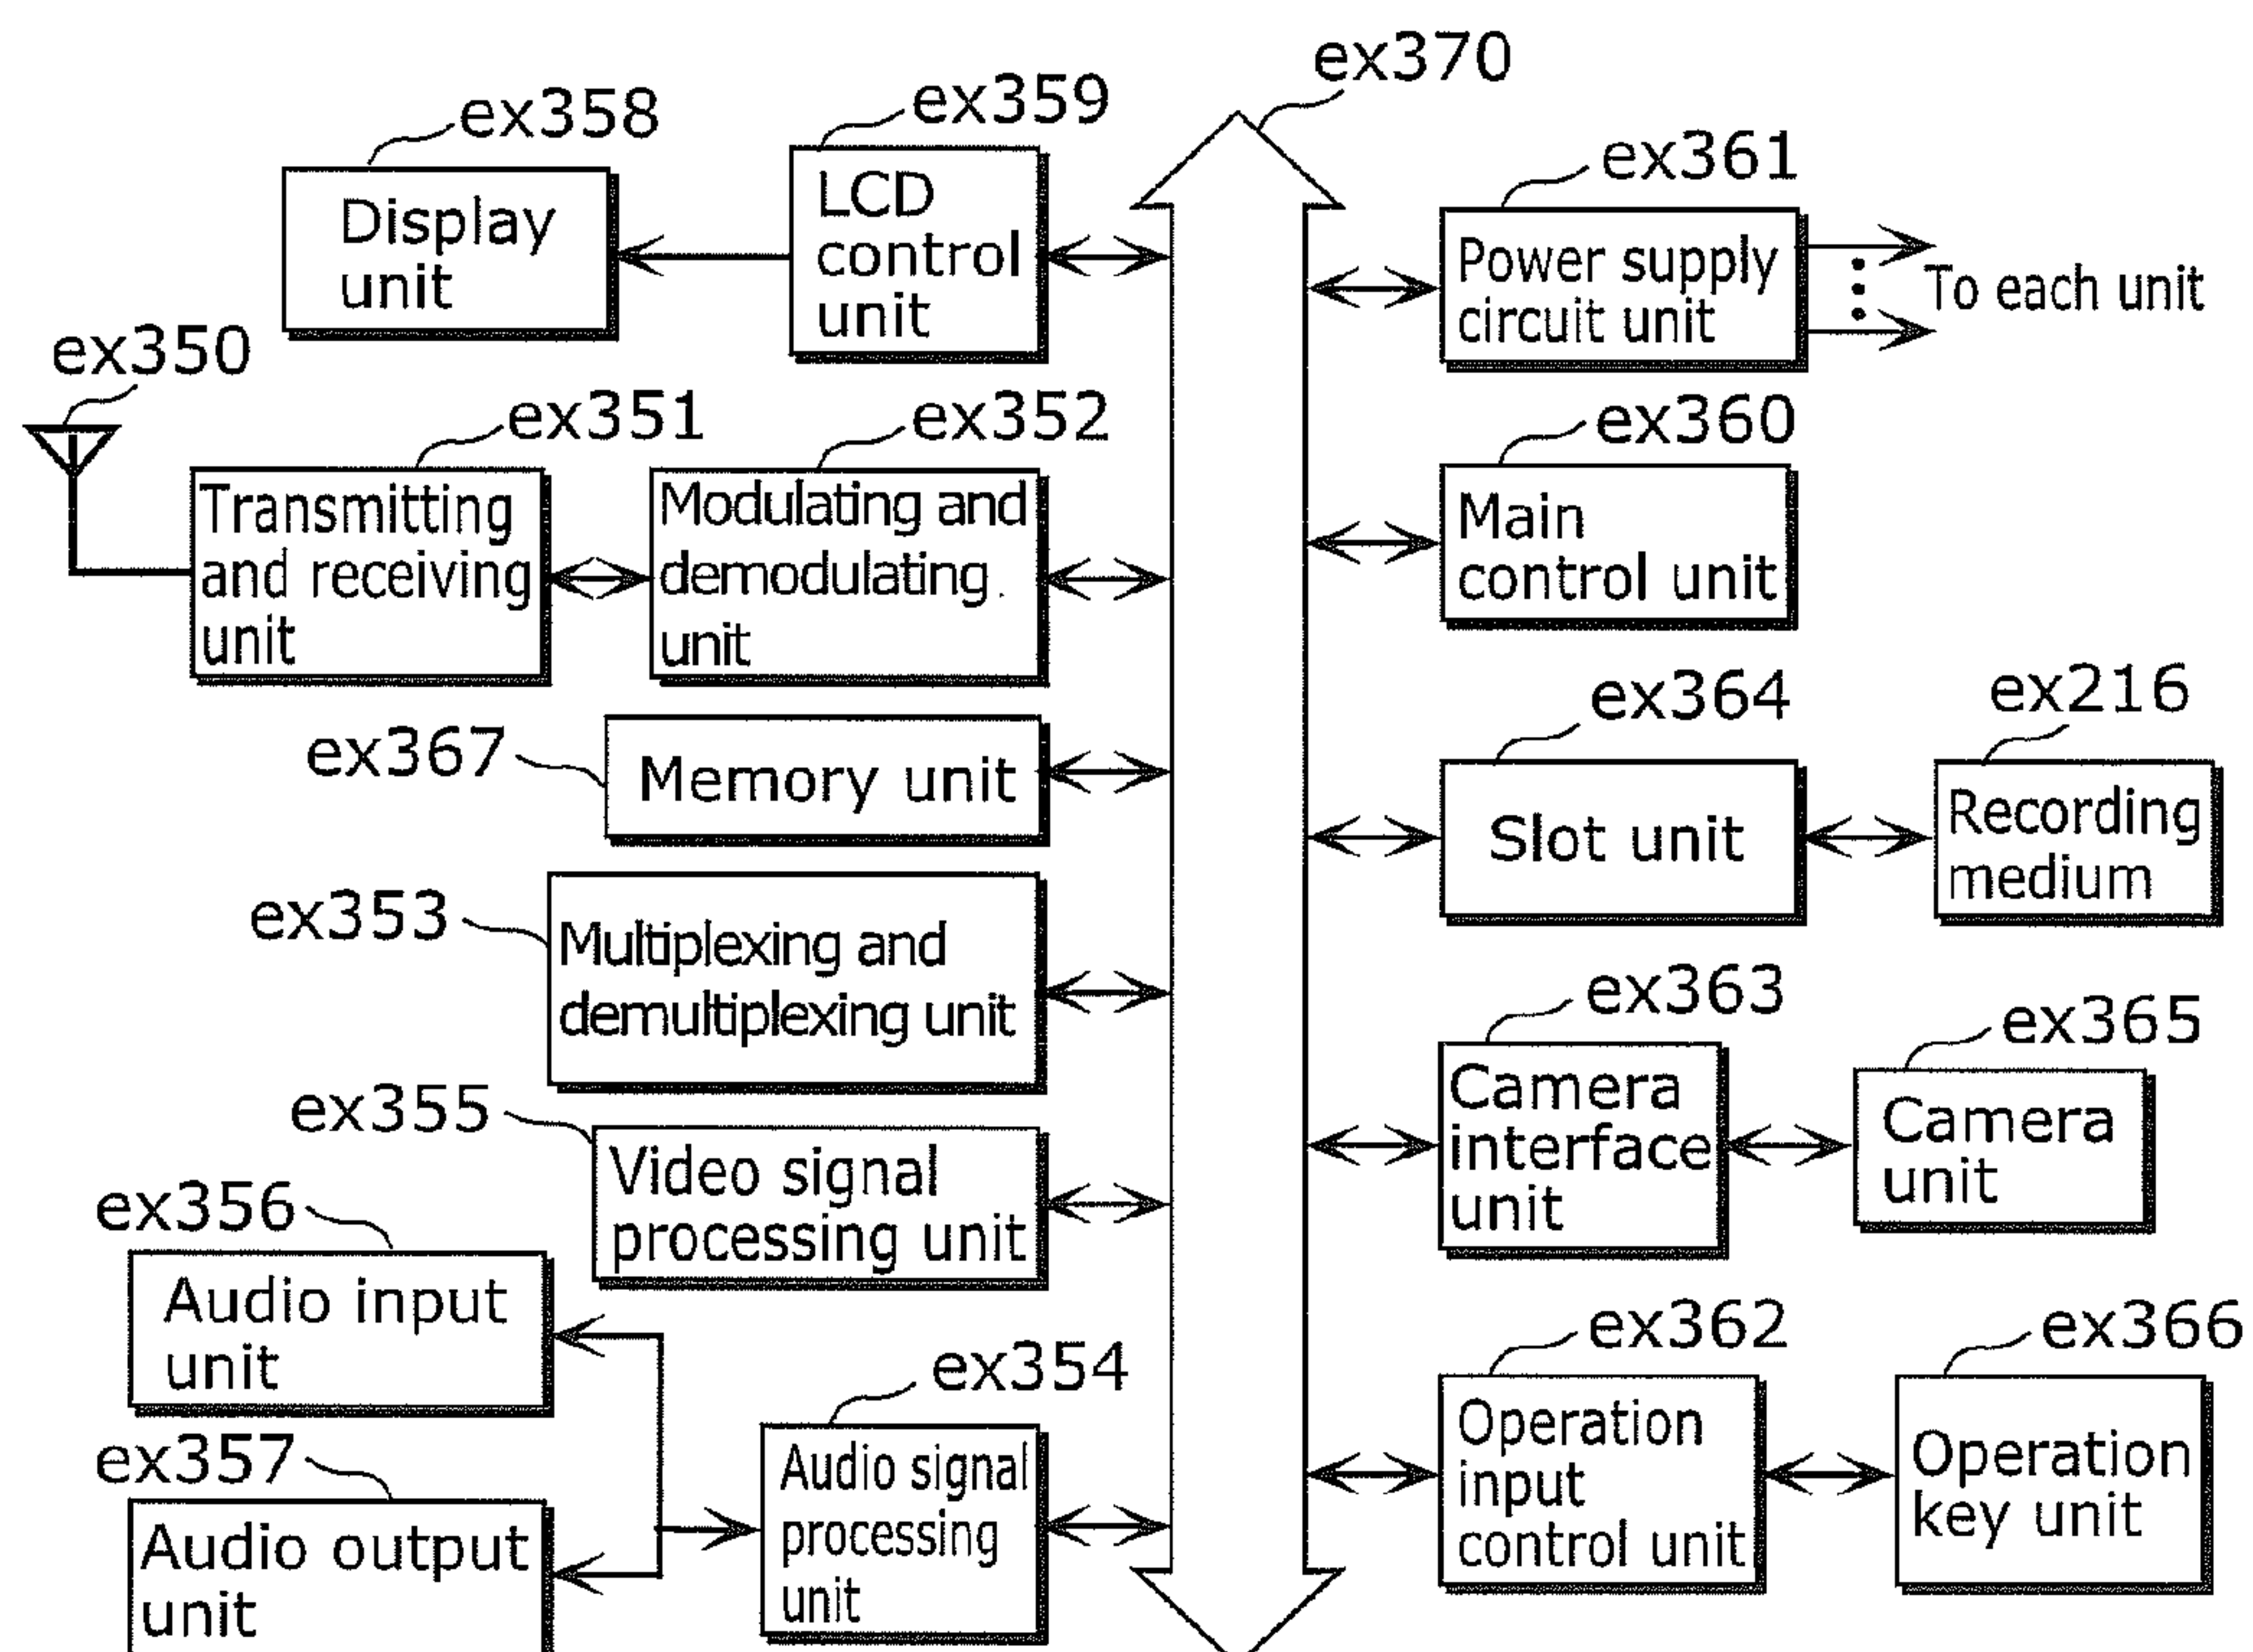 ex370
ex358
ex359
Display
unit
LCD
control
unit
ex361
Power supply
circuit unit
To each unit
ex350
ex351
ex352
Transmitting
and receiving
unit
Modulating and
demodulating
unit
ex360
Main
control unit
ex367
Memory unit
ex364
ex216
Slot unit
Recording
medium
ex353
Multiplexing and
demultiplexing unit
ex363
ex365
Camera
interface
unit
Camera
unit
ex355
Video signal
processing unit
ex356
Audio input
unit
ex357
Audio output
unit
ex354
Audio signal
processing
unit
ex362
ex366
Operation
input
control unit
Operation
key unit